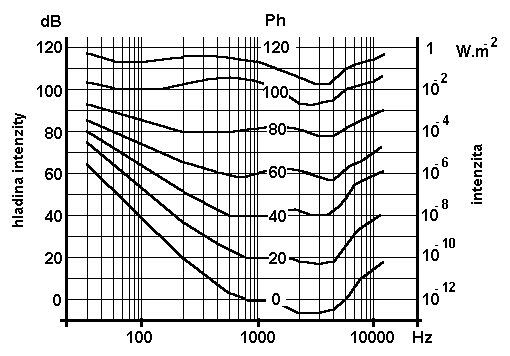 dB Ph
120 120 1 W.m⁻²
100 100 10⁻²
80 80 10⁻⁴
60 60 10⁻⁶
40 40 10⁻⁸
20 20 10⁻¹⁰
0 0 10⁻¹²
hladina intenzity
intenzita
100 1000 10000 Hz